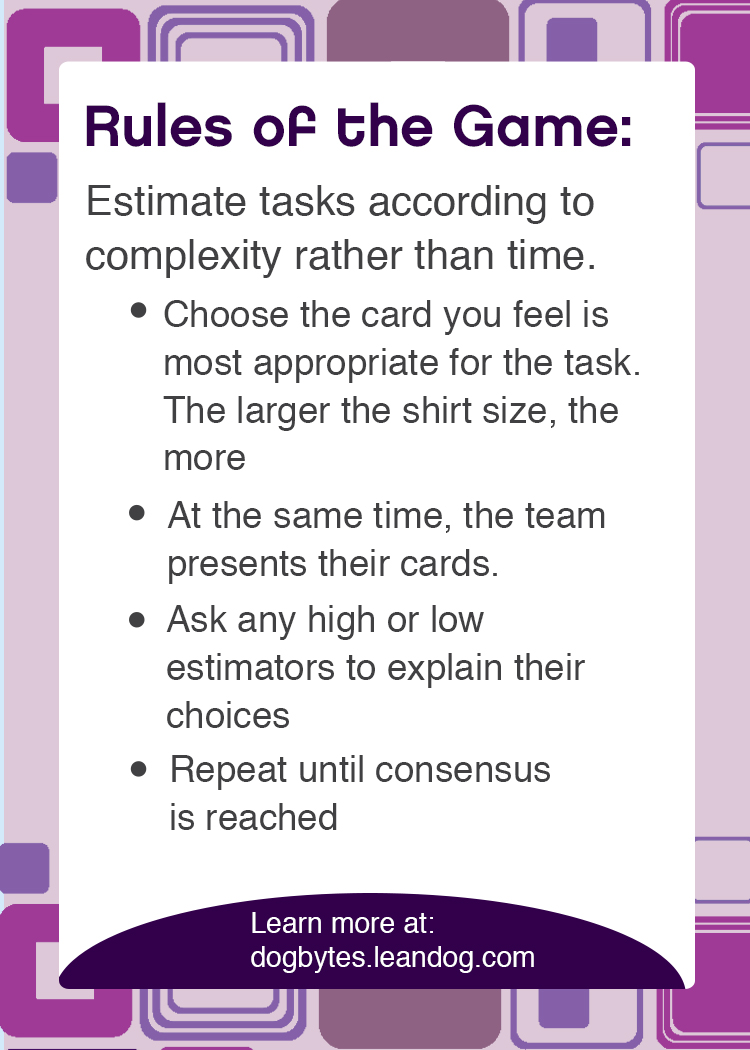 Rules of the Game:
Estimate tasks according to
complexity rather than time.
• Choose the card you feel is
most appropriate for the task.
The larger the shirt size, the
more
• At the same time, the team
presents their cards.
• Ask any high or low
estimators to explain their
choices
• Repeat until consensus
is reached
Learn more at:
dogbytes.leandog.com